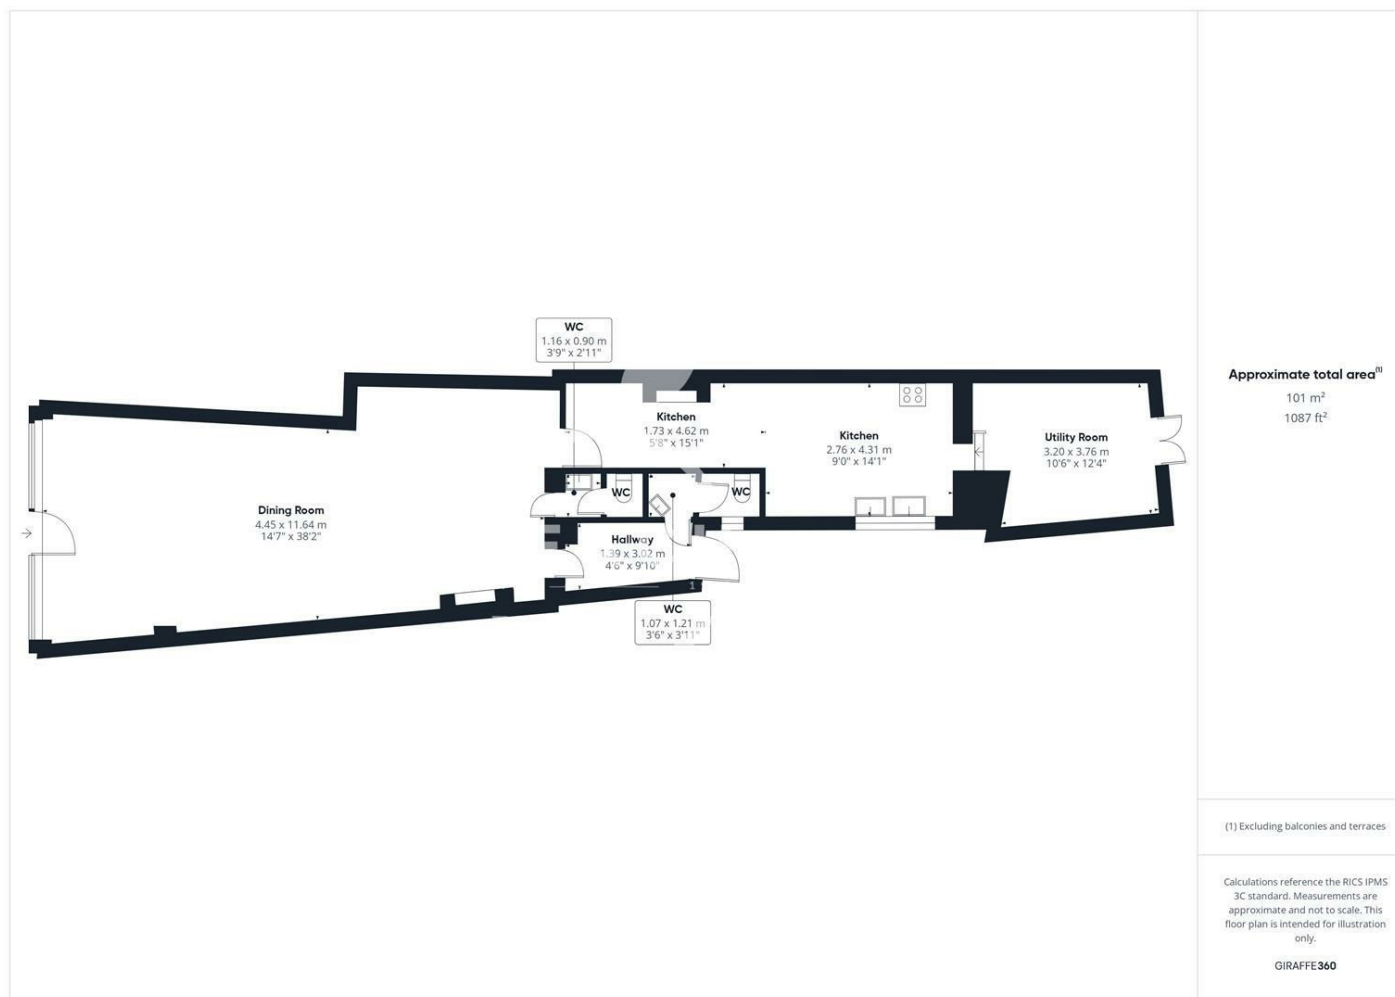 WC
1.16 x 0.90 m
3'9" x 2'11"
Kitchen
1.73 x 4.62 m
5'8" x 15'1"
Kitchen
2.76 x 4.31 m
9'0" x 14'1"
Utility Room
3.20 x 3.76 m
10'6" x 12'4"
WC
WC
Dining Room
4.45 x 11.64 m
14'7" x 38'2"
Hallway
1.39 x 3.02 m
4'6" x 9'10"
1
WC
1.07 x 1.21 m
3'6" x 3'11"
Approximate total area(1)
101 m²
1087 ft²
(1) Excluding balconies and terraces
Calculations reference the RICS IPMS
3C standard. Measurements are
approximate and not to scale. This
floor plan is intended for illustration
only.
GIRAFFE360